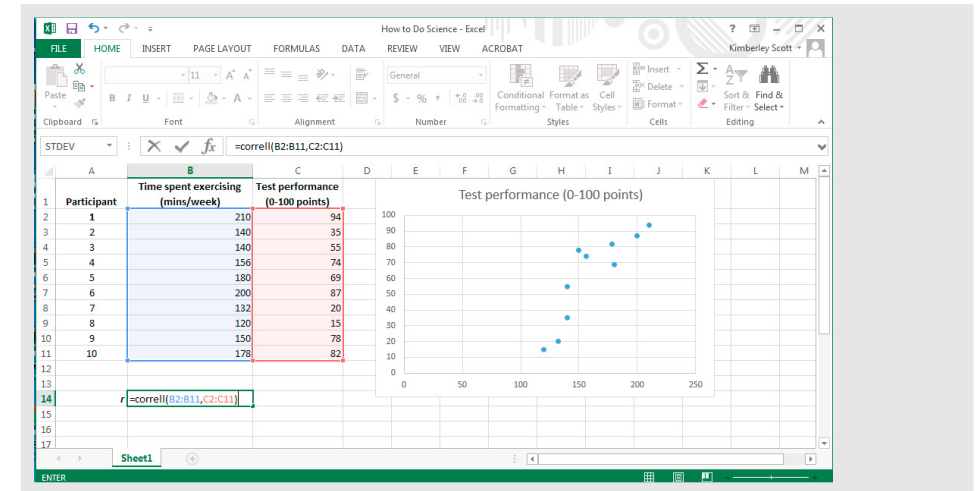 How to Do Science - Excel
?
FILE HOME INSERT PAGE LAYOUT FORMULAS DATA REVIEW VIEW ACROBAT Kimberley Scott
Paste
11 A A
B I U A
General
$ % ,
.0 .00
.00 .0
Conditional Formatting
Format as Table
Cell Styles
Insert
Delete
Format
Σ
A
Z
Sort & Filter
Find & Select
Clipboard Font Alignment Number Styles Cells Editing
STDEV fx =correll(B2:B11,C2:C11)
A B C D E F G H I J K L M
1 Participant Time spent exercising (mins/week) Test performance (0-100 points)
2 1 210 94
3 2 140 35
4 3 140 55
5 4 156 74
6 5 180 69
7 6 200 87
8 7 132 20
9 8 120 15
10 9 150 78
11 10 178 82
12
13
14 r =correll(B2:B11,C2:C11)
15
16
17
Test performance (0-100 points)
100
90
80
70
60
50
40
30
20
10
0
0 50 100 150 200 250
Sheet1
ENTER